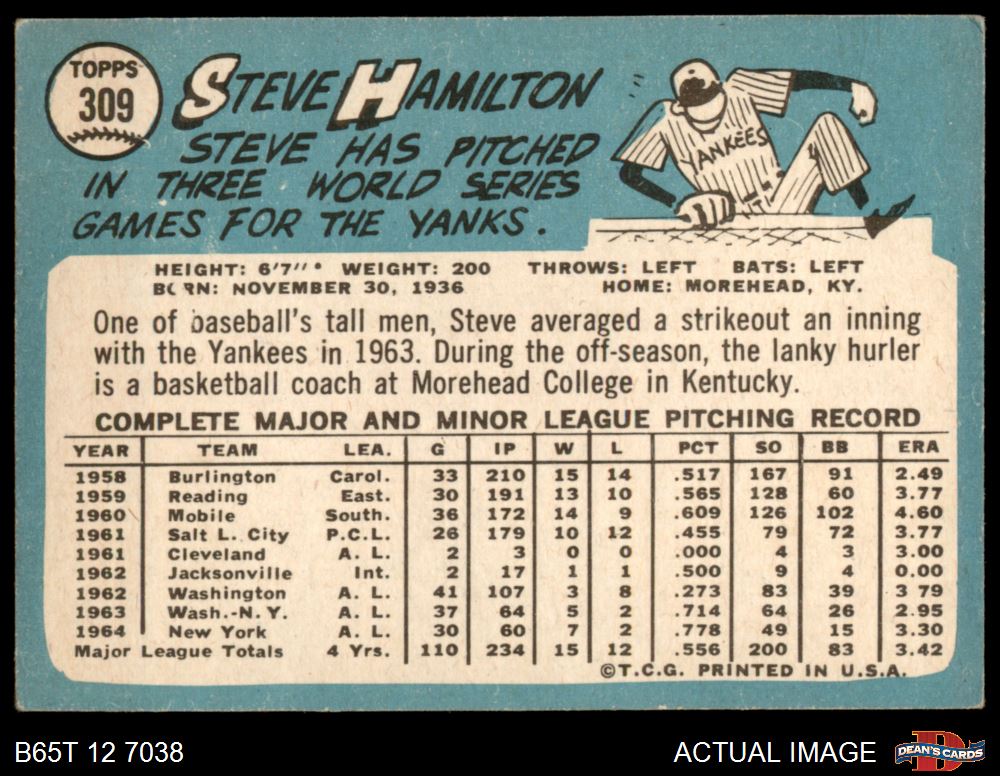 TOPPS
309
STEVE HAMILTON
STEVE HAS PITCHED
IN THREE WORLD SERIES
GAMES FOR THE YANKS.
YANKEES
HEIGHT: 6'7" WEIGHT: 200 THROWS: LEFT BATS: LEFT
BORN: NOVEMBER 30, 1936 HOME: MOREHEAD, KY.
One of baseball's tall men, Steve averaged a strikeout an inning
with the Yankees in 1963. During the off-season, the lanky hurler
is a basketball coach at Morehead College in Kentucky.
COMPLETE MAJOR AND MINOR LEAGUE PITCHING RECORD
YEAR TEAM LEA. G IP W L PCT SO BB ERA
1958 Burlington Carol. 33 210 15 14 .517 167 91 2.49
1959 Reading East. 30 191 13 10 .565 128 60 3.77
1960 Mobile South. 36 172 14 9 .609 126 102 4.60
1961 Salt L. City P.C.L. 26 179 10 12 .455 79 72 3.77
1961 Cleveland A. L. 2 3 0 0 .000 4 3 3.00
1962 Jacksonville Int. 2 17 1 1 .500 9 4 0.00
1962 Washington A. L. 41 107 3 8 .273 83 39 3 79
1963 Wash.-N. Y. A. L. 37 64 5 2 .714 64 26 2.95
1964 New York A. L. 30 60 7 2 .778 49 15 3.30
Major League Totals 4 Yrs. 110 234 15 12 .556 200 83 3.42
©T.C.G. PRINTED IN U.S.A.
B65T 12 7038 ACTUAL IMAGE DEAN'S CARDS